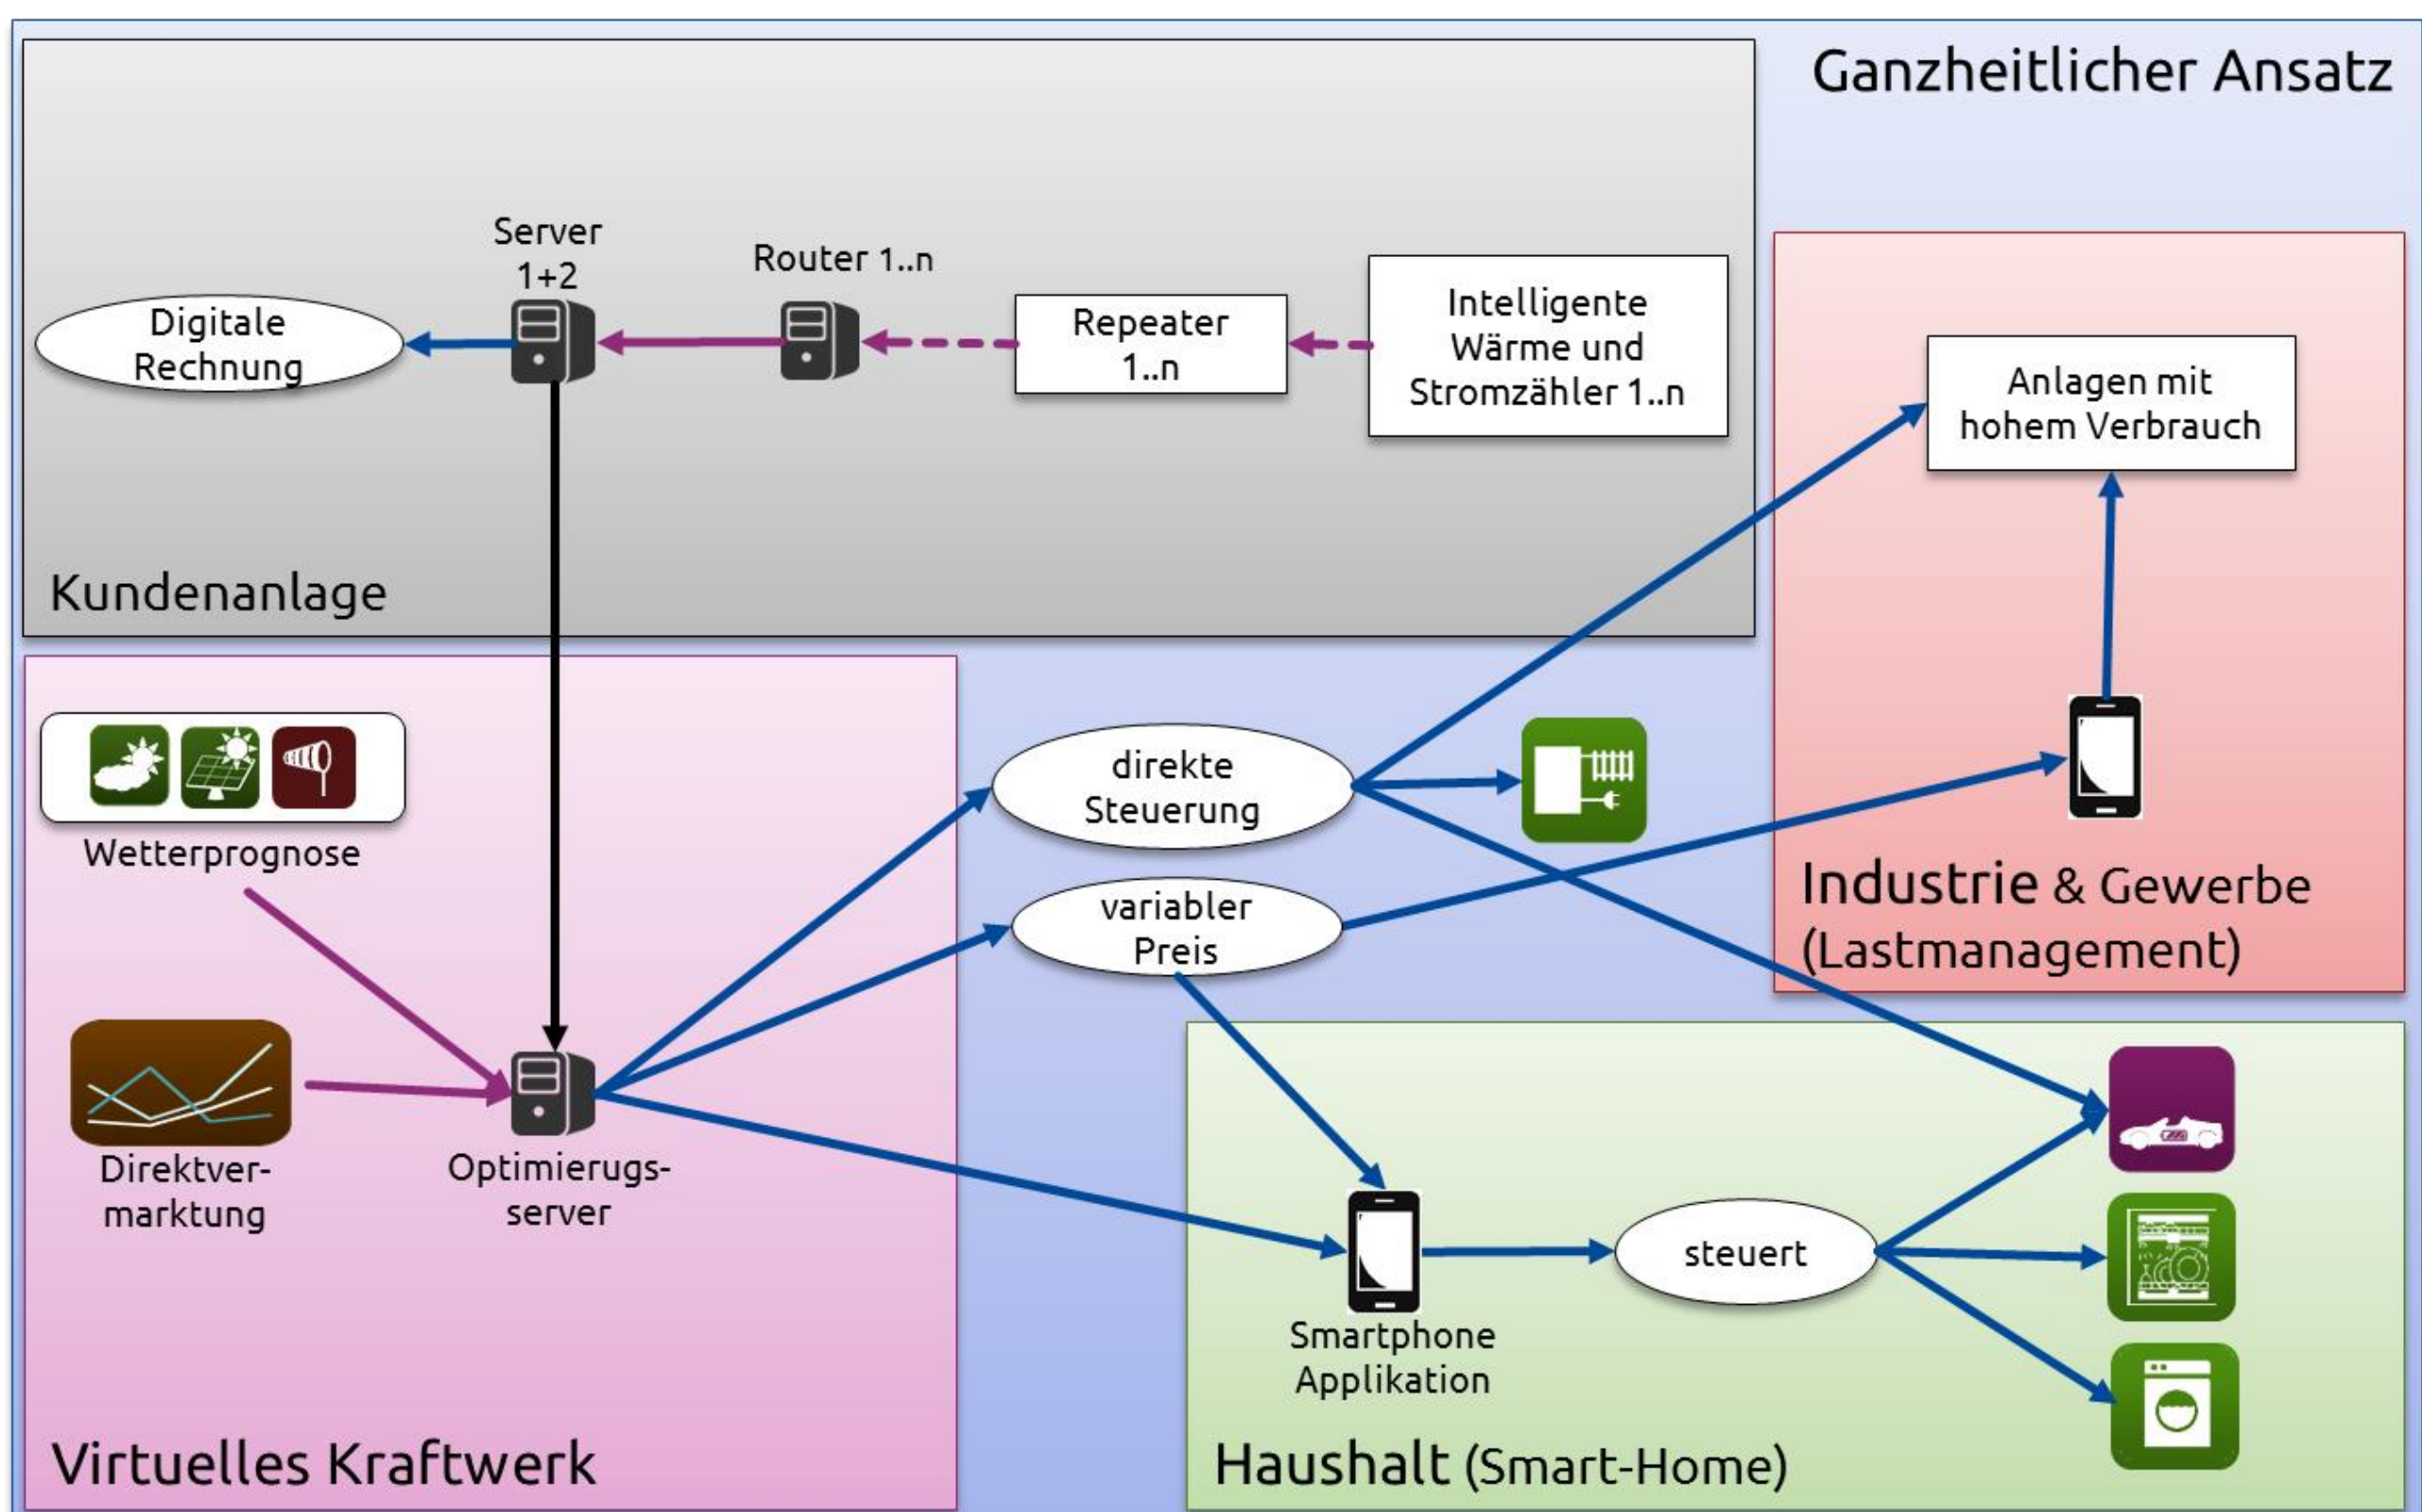 Ganzheitlicher Ansatz
Server
1+2
Router 1..n
Digitale
Rechnung
Repeater
1..n
Intelligente
Wärme und
Stromzähler 1..n
Kundenanlage
Anlagen mit
hohem Verbrauch
Industrie & Gewerbe
(Lastmanagement)
Wetterprognose
Direktver-
marktung
Optimierugs-
server
Virtuelles Kraftwerk
direkte
Steuerung
variabler
Preis
Smartphone
Applikation
steuert
Haushalt (Smart-Home)